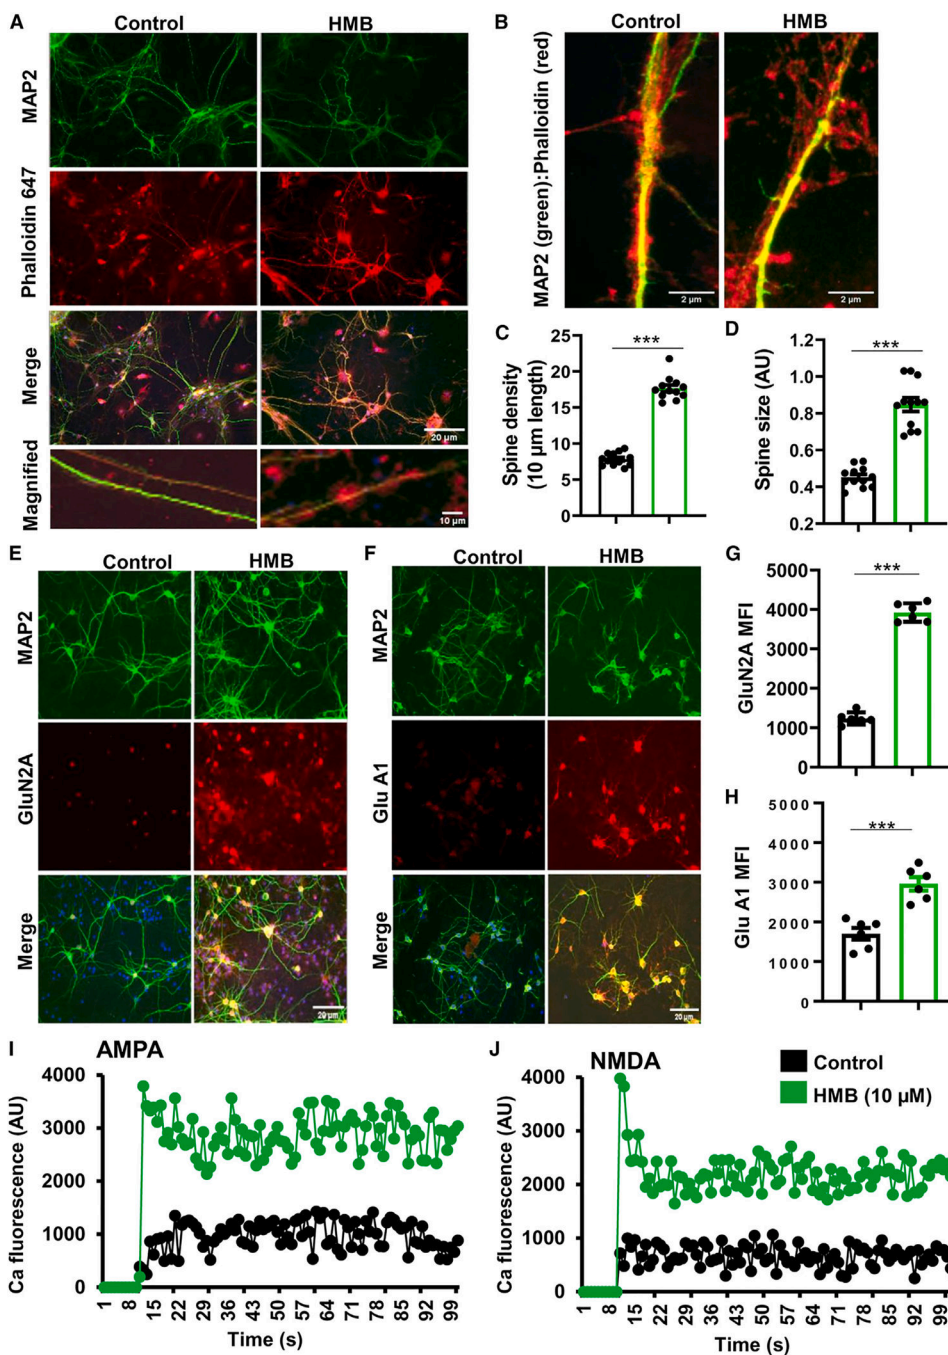 A
Control
HMB
MAP2
Phalloidin 647
Merge
20 µm
Magnified
10 µm
B
Control
HMB
MAP2 (green):Phalloidin (red)
2 µm
2 µm
C
Spine density
(10 µm length)
25
20
15
10
5
0
***
D
Spine size (AU)
1.2
1.0
0.8
0.6
0.4
0.2
***
E
Control
HMB
MAP2
GluN2A
Merge
20 µm
F
Control
HMB
MAP2
Glu A1
Merge
20 µm
G
GluN2A MFI
5000
4000
3000
2000
1000
0
***
H
Glu A1 MFI
5000
4000
3000
2000
1000
0
***
I
AMPA
Ca fluorescence (AU)
4000
3000
2000
1000
0
1 8 15 22 29 36 43 50 57 64 71 78 85 92 99
Time (s)
J
NMDA
Control
HMB (10 µM)
Ca fluorescence (AU)
4000
3000
2000
1000
0
1 8 15 22 29 36 43 50 57 64 71 78 85 92 99
Time (s)